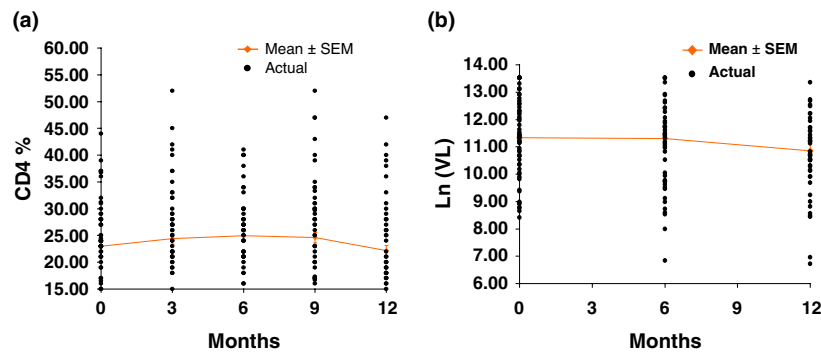 (a)
Mean ± SEM
Actual
60.00
55.00
50.00
45.00
40.00
35.00
30.00
25.00
20.00
15.00
CD4 %
0 3 6 9 12
Months
(b)
Mean ± SEM
Actual
14.00
13.00
12.00
11.00
10.00
9.00
8.00
7.00
6.00
Ln (VL)
0 3 6 9 12
Months